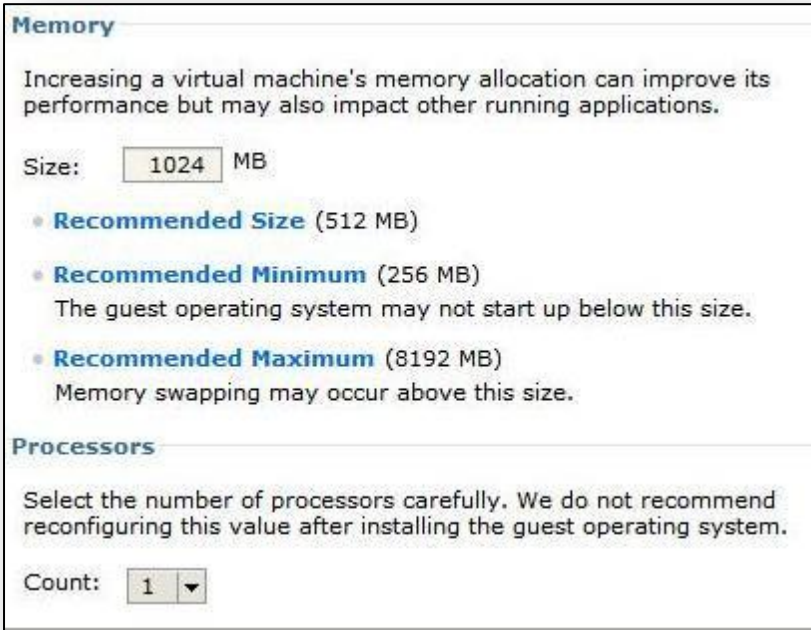 Memory
Increasing a virtual machine's memory allocation can improve its
performance but may also impact other running applications.
Size: 1024 MB
Recommended Size (512 MB)
Recommended Minimum (256 MB)
The guest operating system may not start up below this size.
Recommended Maximum (8192 MB)
Memory swapping may occur above this size.
Processors
Select the number of processors carefully. We do not recommend
reconfiguring this value after installing the guest operating system.
Count: 1